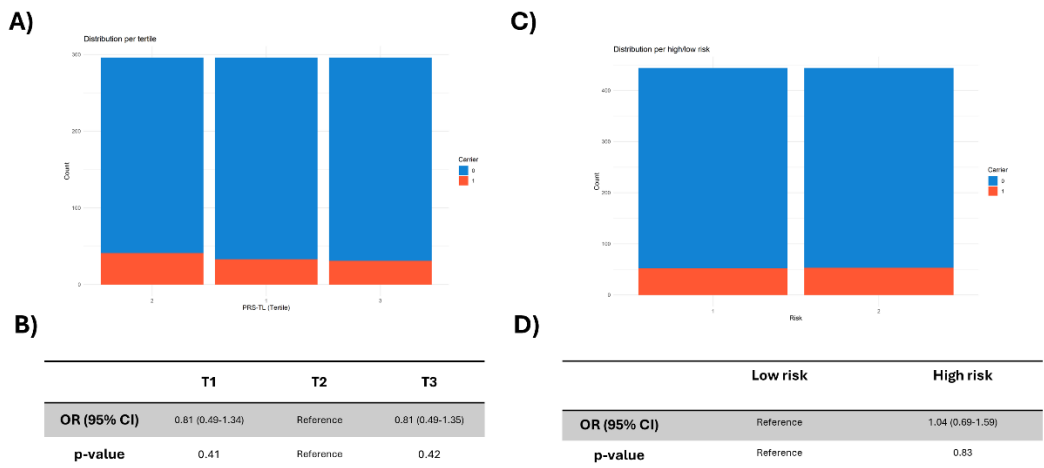 A)
Distribution per tertile
300
200
100
0
Count
2 1 3
PRS-TL (Tertile)
Carrier
0
1
B)
T1 T2 T3
OR (95% CI) 0.81 (0.49-1.34) Reference 0.81 (0.49-1.35)
p-value 0.41 Reference 0.42
C)
Distribution per high/low risk
400
300
200
100
0
Count
1 2
Risk
Carrier
0
1
D)
Low risk High risk
OR (95% CI) Reference 1.04 (0.69-1.59)
p-value Reference 0.83